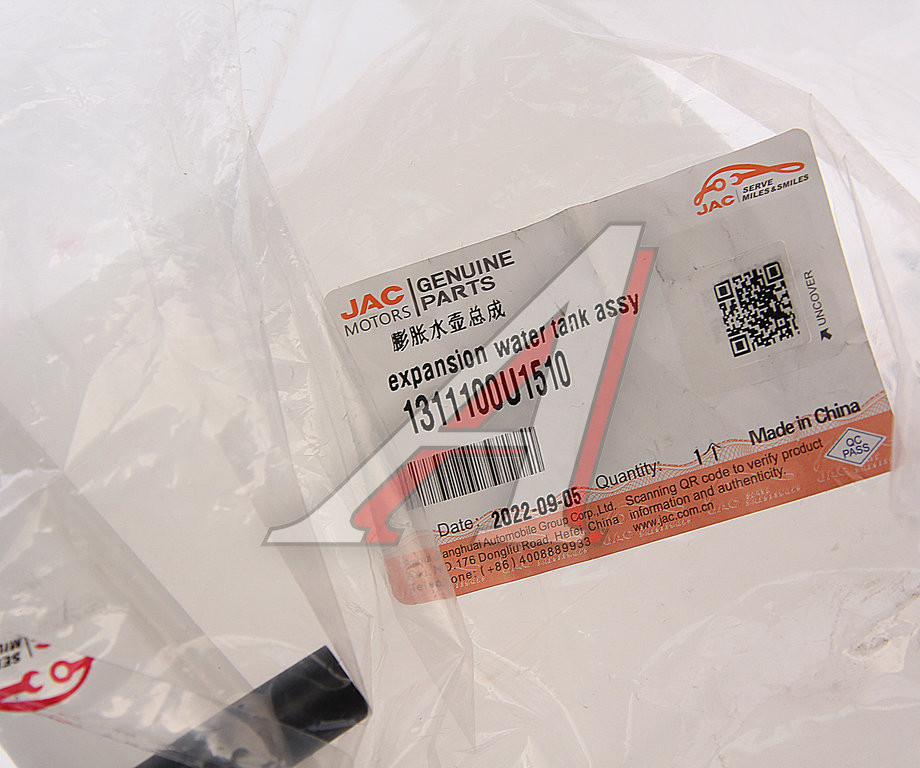 JAC
SERVE
MILES & SMILES
JAC
MOTORS
GENUINE
PARTS
膨胀水壶总成
expansion water tank assy
1311100U1510
UNCOVER
Made in China
QC
PASS
Date: 2022-09-05
Quantity: 1个
anghuai Automobile Group Corp., Ltd.
O.176 Dongliu Road, Hefei, China
one: (+86) 4008889933
Scanning QR code to verify product
information and authenticity.
www.jac.com.cn